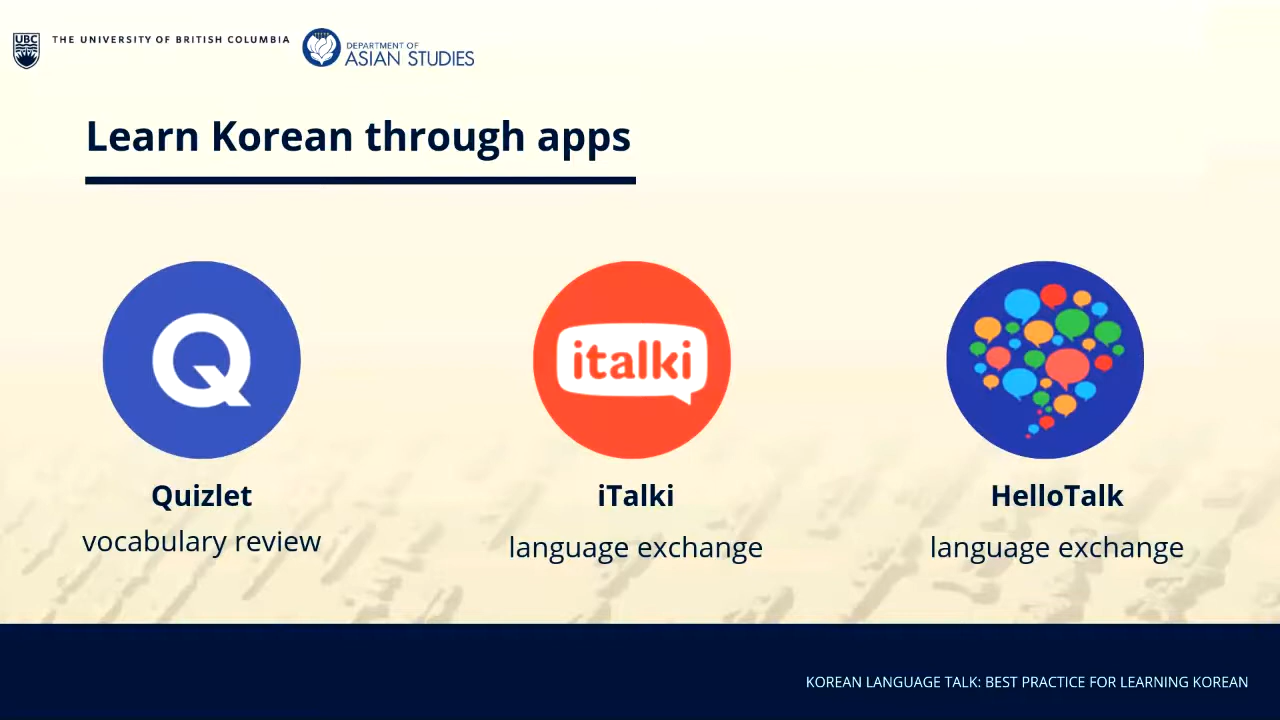 UBC
THE UNIVERSITY OF BRITISH COLUMBIA
DEPARTMENT OF
ASIAN STUDIES
Learn Korean through apps
Q
italki
Quizlet
iTalki
HelloTalk
vocabulary review
language exchange
language exchange
KOREAN LANGUAGE TALK: BEST PRACTICE FOR LEARNING KOREAN